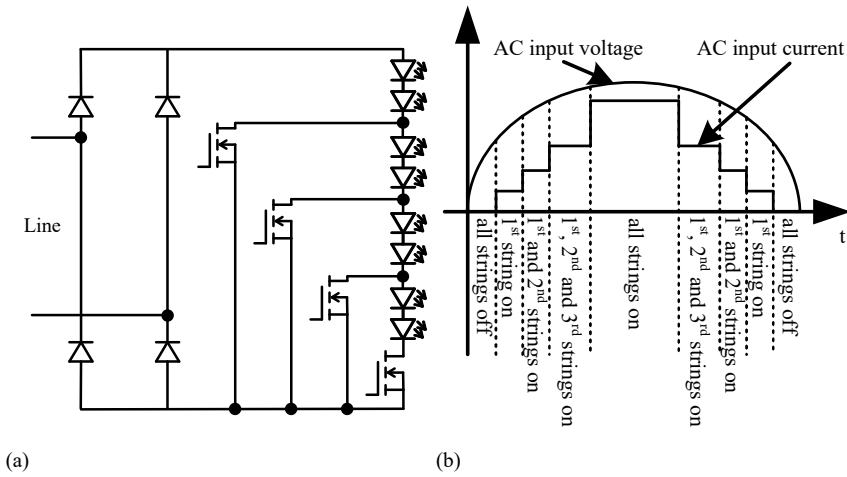 AC input voltage
AC input current
Line
t
all strings off
1st string on
1st and 2nd strings on
1st, 2nd and 3rd strings on
all strings on
1st, 2nd and 3rd strings on
1st and 2nd strings on
1st string on
all strings off
(a)
(b)